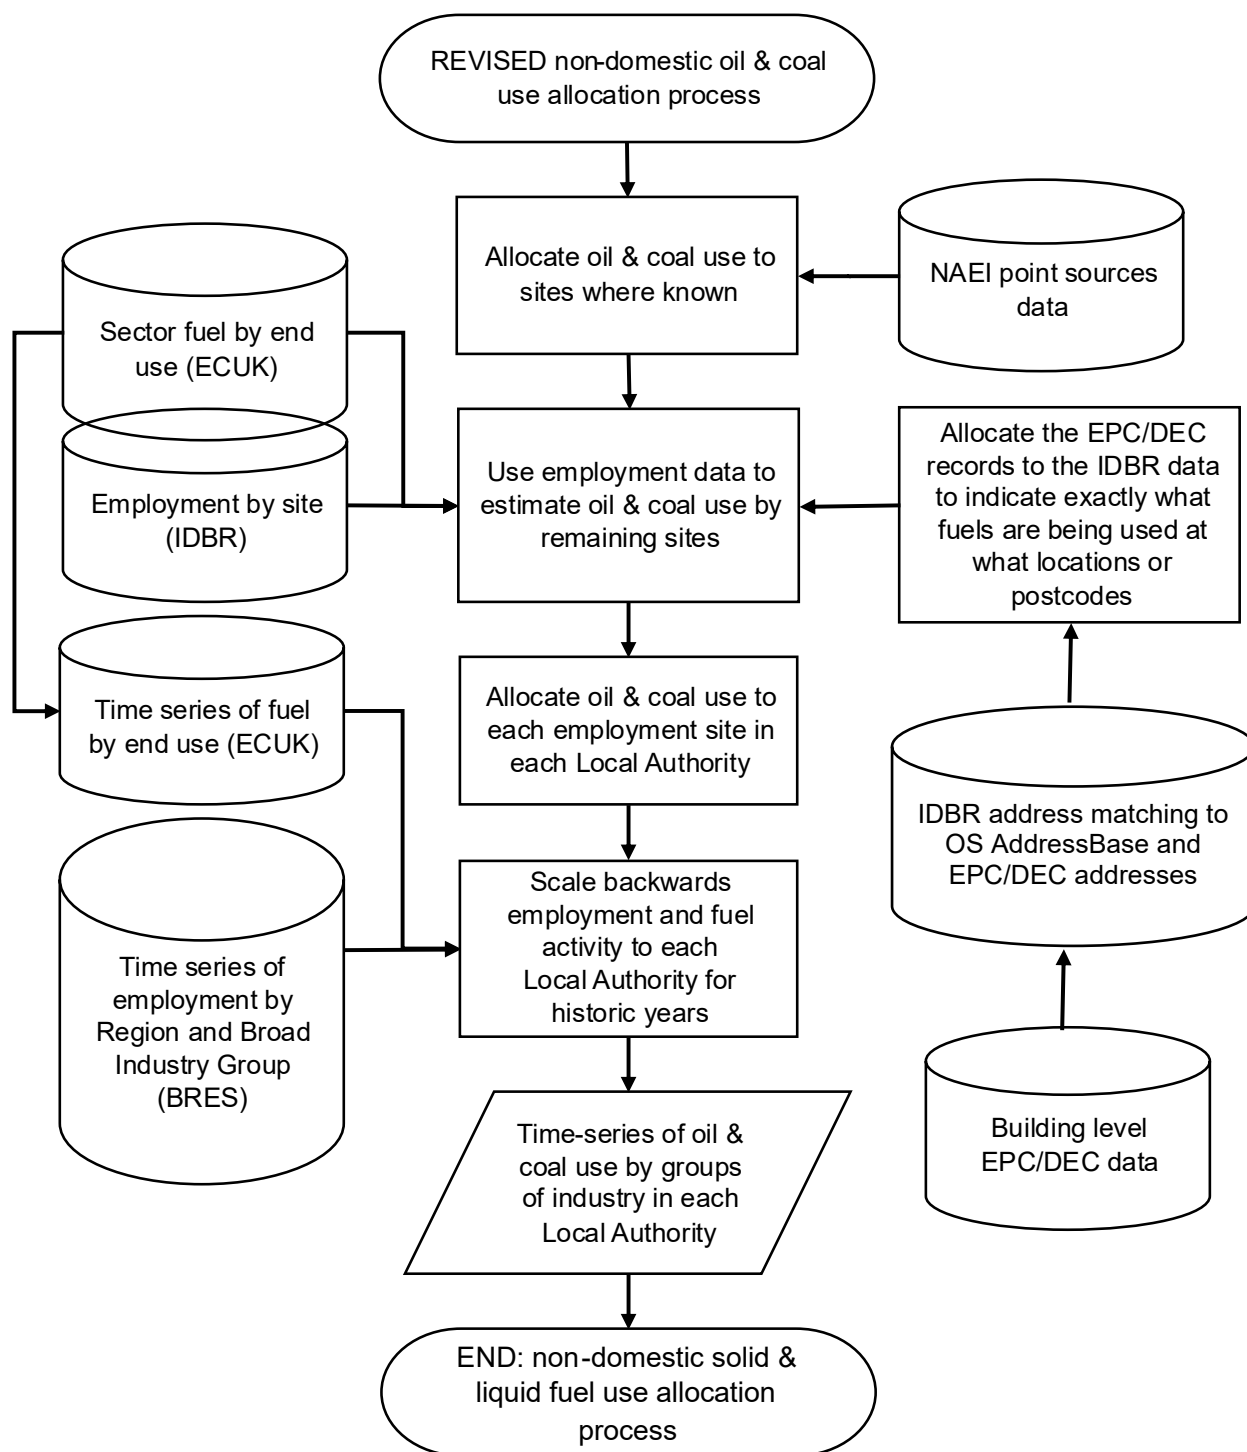 REVISED non-domestic oil & coal
use allocation process
Allocate oil & coal use to
sites where known
NAEI point sources
data
Sector fuel by end
use (ECUK)
Employment by site
(IDBR)
Use employment data to
estimate oil & coal use by
remaining sites
Allocate the EPC/DEC
records to the IDBR data
to indicate exactly what
fuels are being used at
what locations or
postcodes
Time series of fuel
by end use (ECUK)
Allocate oil & coal use to
each employment site in
each Local Authority
IDBR address matching to
OS AddressBase and
EPC/DEC addresses
Time series of
employment by
Region and Broad
Industry Group
(BRES)
Scale backwards
employment and fuel
activity to each
Local Authority for
historic years
Building level
EPC/DEC data
Time-series of oil &
coal use by groups
of industry in each
Local Authority
END: non-domestic solid &
liquid fuel use allocation
process